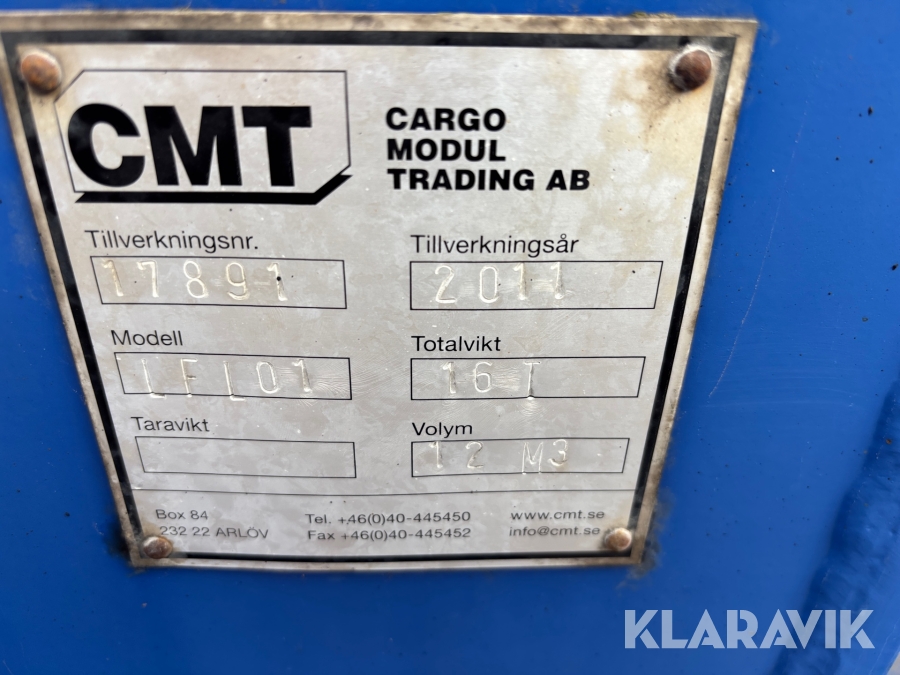 CMT
CARGO
MODUL
TRADING AB
Tillverkningsnr.
17891
Tillverkningsår
2011
Modell
LFL01
Totalvikt
16 T
Taravikt
Volym
12 M3
Box 84
232 22 ARLÖV
Tel. +46(0)40-445450
Fax +46(0)40-445452
www.cmt.se
info@cmt.se
KLARAVIK